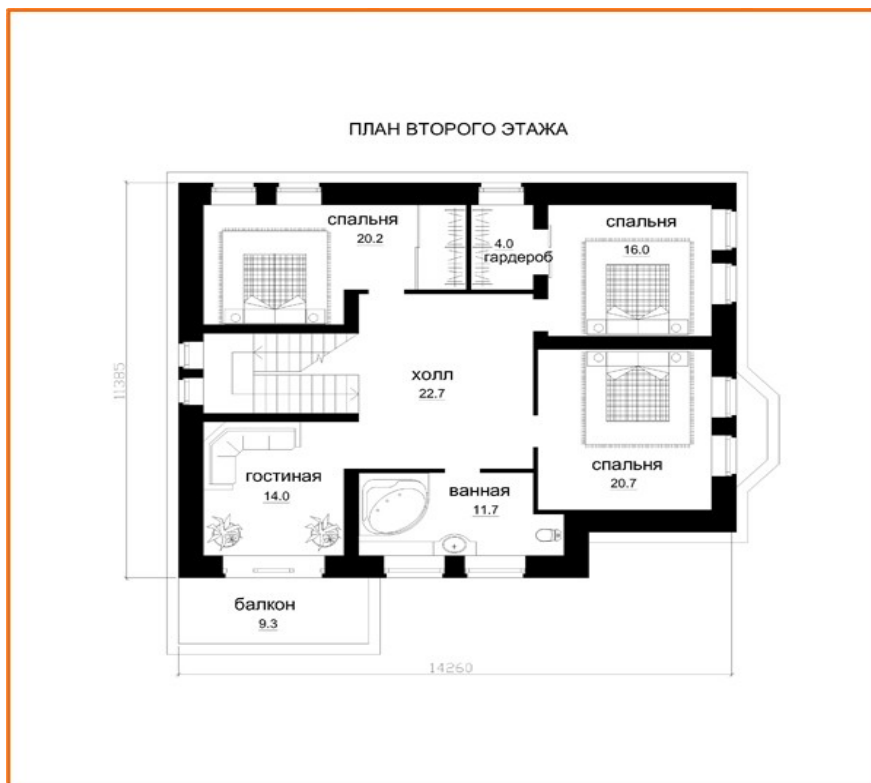 ПЛАН ВТОРОГО ЭТАЖА
спальня
20.2
4.0
гардероб
спальня
16.0
11385
холл
22.7
гостиная
14.0
ванная
11.7
спальня
20.7
балкон
9.3
14260